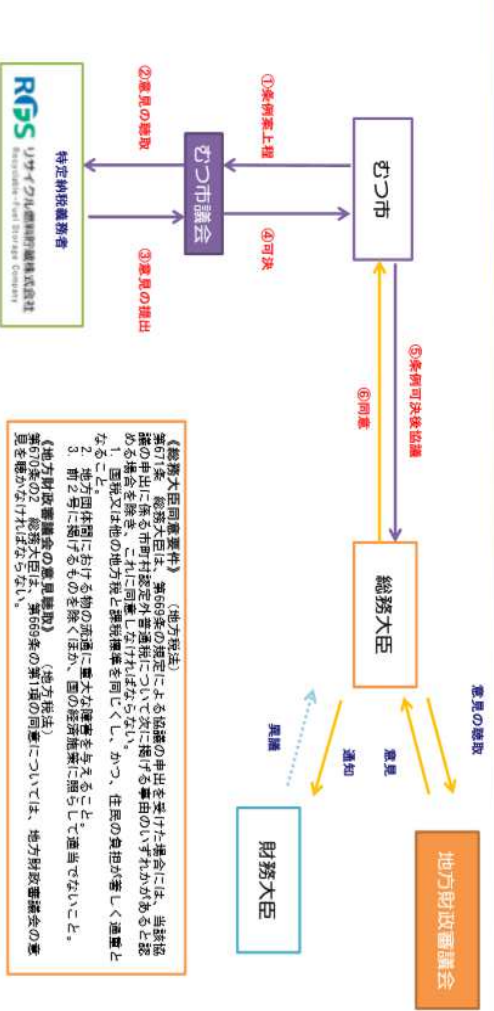 むつ市
⑤条例可決後協議
⑥同意
総務大臣
意見の聴取
意見
地方財政審議会
通知
異議
財務大臣
①条例案上程
④可決
むつ市議会
②意見の聴取
③意見の提出
特定納税義務者
RFS リサイクル燃料貯蔵株式会社
Recyclable-Fuel Storage Company
《総務大臣同意要件》 (地方税法)
第671条 総務大臣は、第669条の規定による協議の申出を受けた場合には、当該協
議の申出に係る市町村法定外普通税について次に掲げる事由のいずれかがあると認
める場合を除き、これに同意しなければならない。
1. 国税又は他の地方税と課税標準を同じくし、かつ、住民の負担が著しく過重と
なること。
2. 地方団体間における物の流通に重大な障害を与えること。
3. 前2号に掲げるものを除くほか、国の経済施策に照らして適当でないこと。
《地方財政審議会の意見聴取》 (地方税法)
第670条の2 総務大臣は、第669条の第1項の同意については、地方財政審議会の意
見を聴かなければならない。